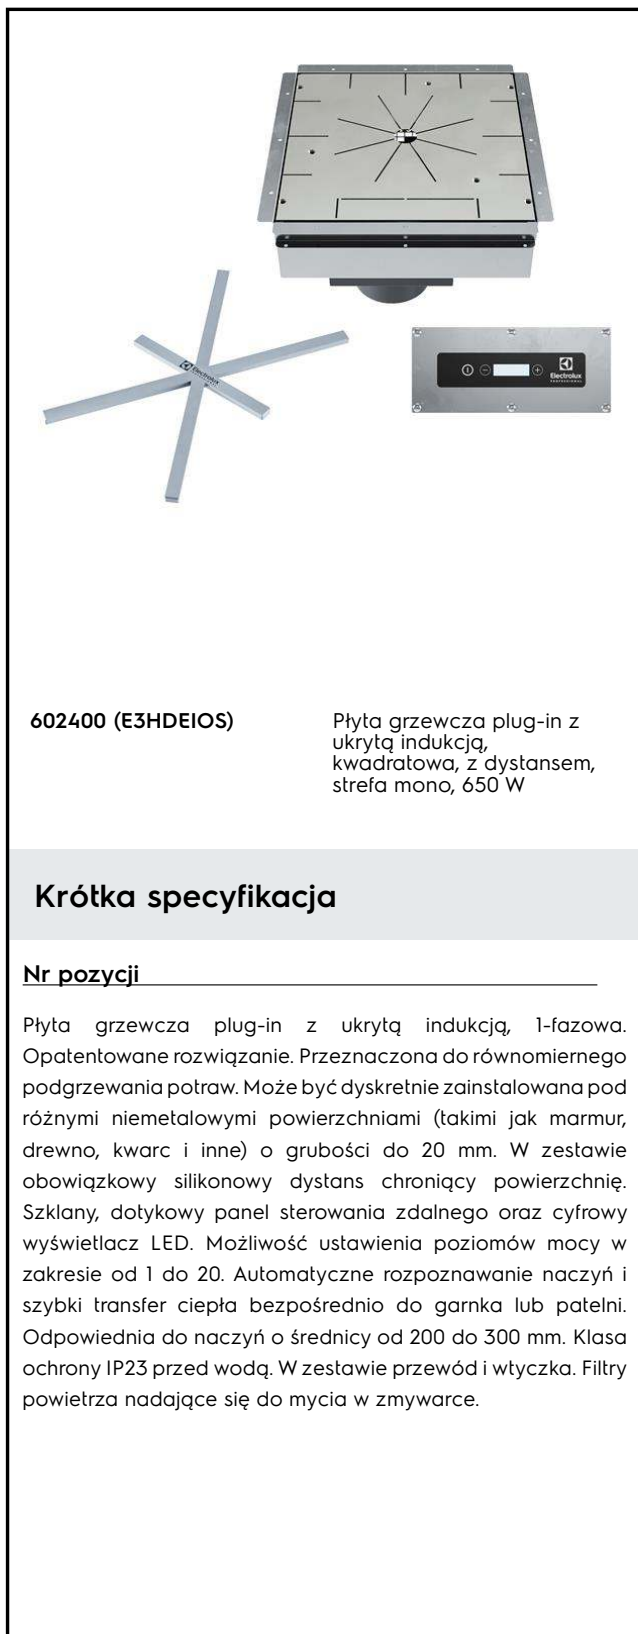 Electrolux
Electrolux
PROFESSIONAL
602400 (E3HDEIOS)
Płyta grzewcza plug-in z
ukrytą indukcją,
kwadratowa, z dystansem,
strefa mono, 650 W
Krótka specyfikacja
Nr pozycji
Płyta grzewcza plug-in z ukrytą indukcją, 1-fazowa.
Opatentowane rozwiązanie. Przeznaczona do równomiernego
podgrzewania potraw. Może być dyskretnie zainstalowana pod
różnymi niemetalowymi powierzchniami (takimi jak marmur,
drewno, kwarc i inne) o grubości do 20 mm. W zestawie
obowiązkowy silikonowy dystans chroniący powierzchnię.
Szklany, dotykowy panel sterowania zdalnego oraz cyfrowy
wyświetlacz LED. Możliwość ustawienia poziomów mocy w
zakresie od 1 do 20. Automatyczne rozpoznawanie naczyń i
szybki transfer ciepła bezpośrednio do garnka lub patelni.
Odpowiednia do naczyń o średnicy od 200 do 300 mm. Klasa
ochrony IP23 przed wodą. W zestawie przewód i wtyczka. Filtry
powietrza nadające się do mycia w zmywarce.